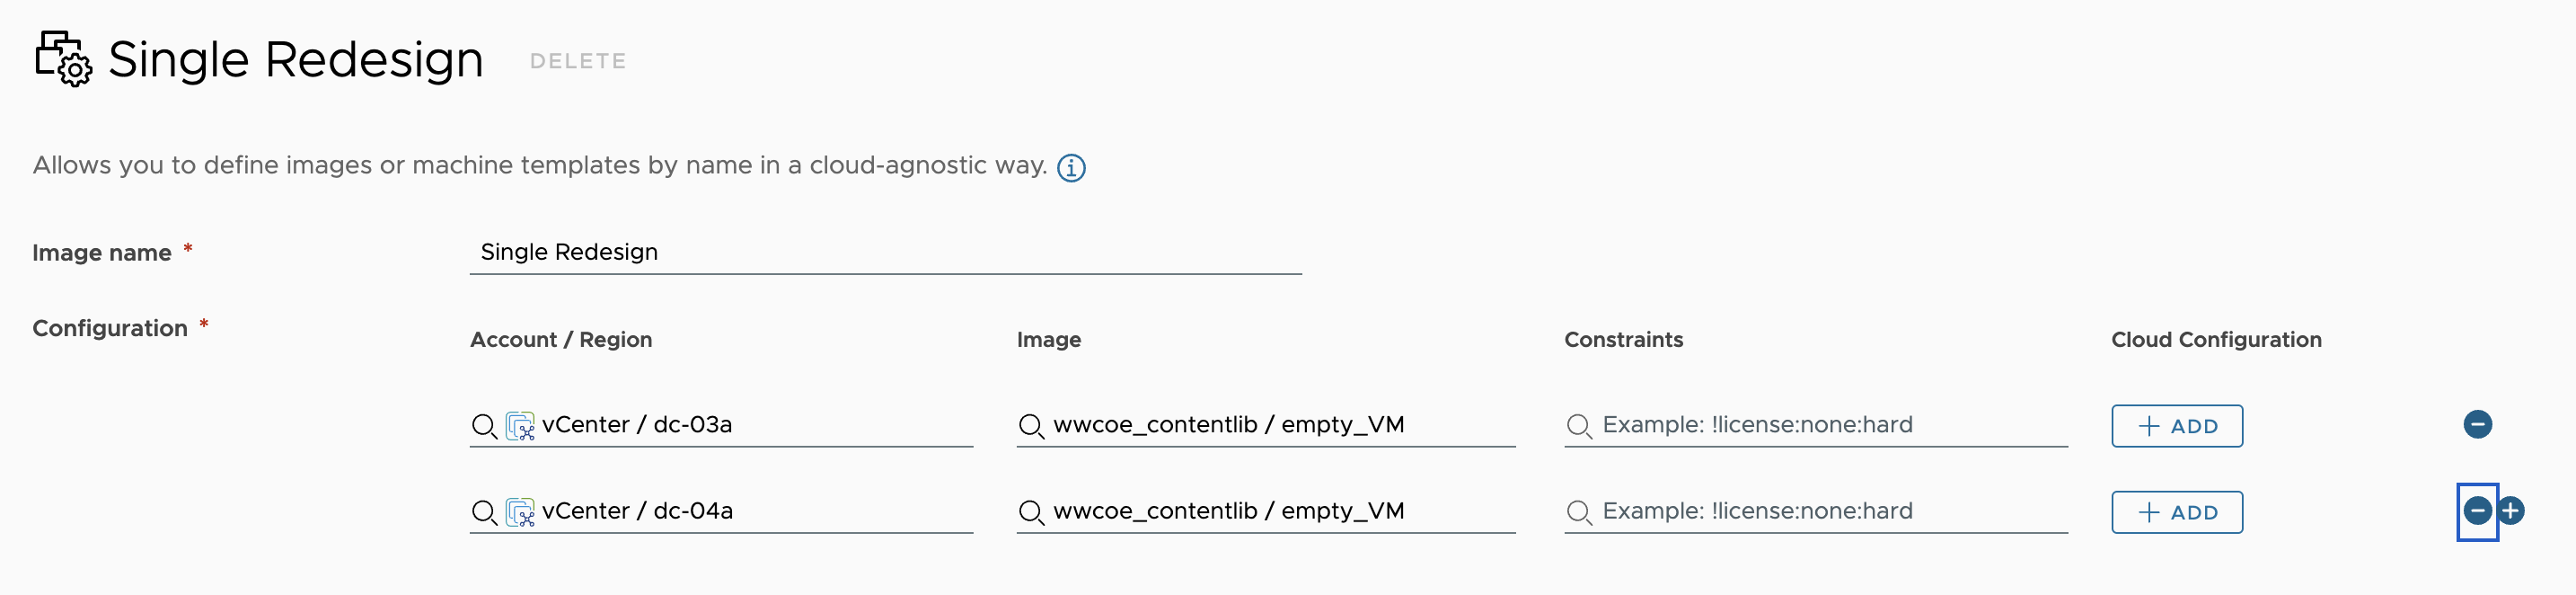 Single Redesign DELETE
Allows you to define images or machine templates by name in a cloud-agnostic way.
Image name * Single Redesign
Configuration * Account / Region Image Constraints Cloud Configuration
vCenter / dc-03a wwcoe_contentlib / empty_VM Example: !license:none:hard + ADD
vCenter / dc-04a wwcoe_contentlib / empty_VM Example: !license:none:hard + ADD